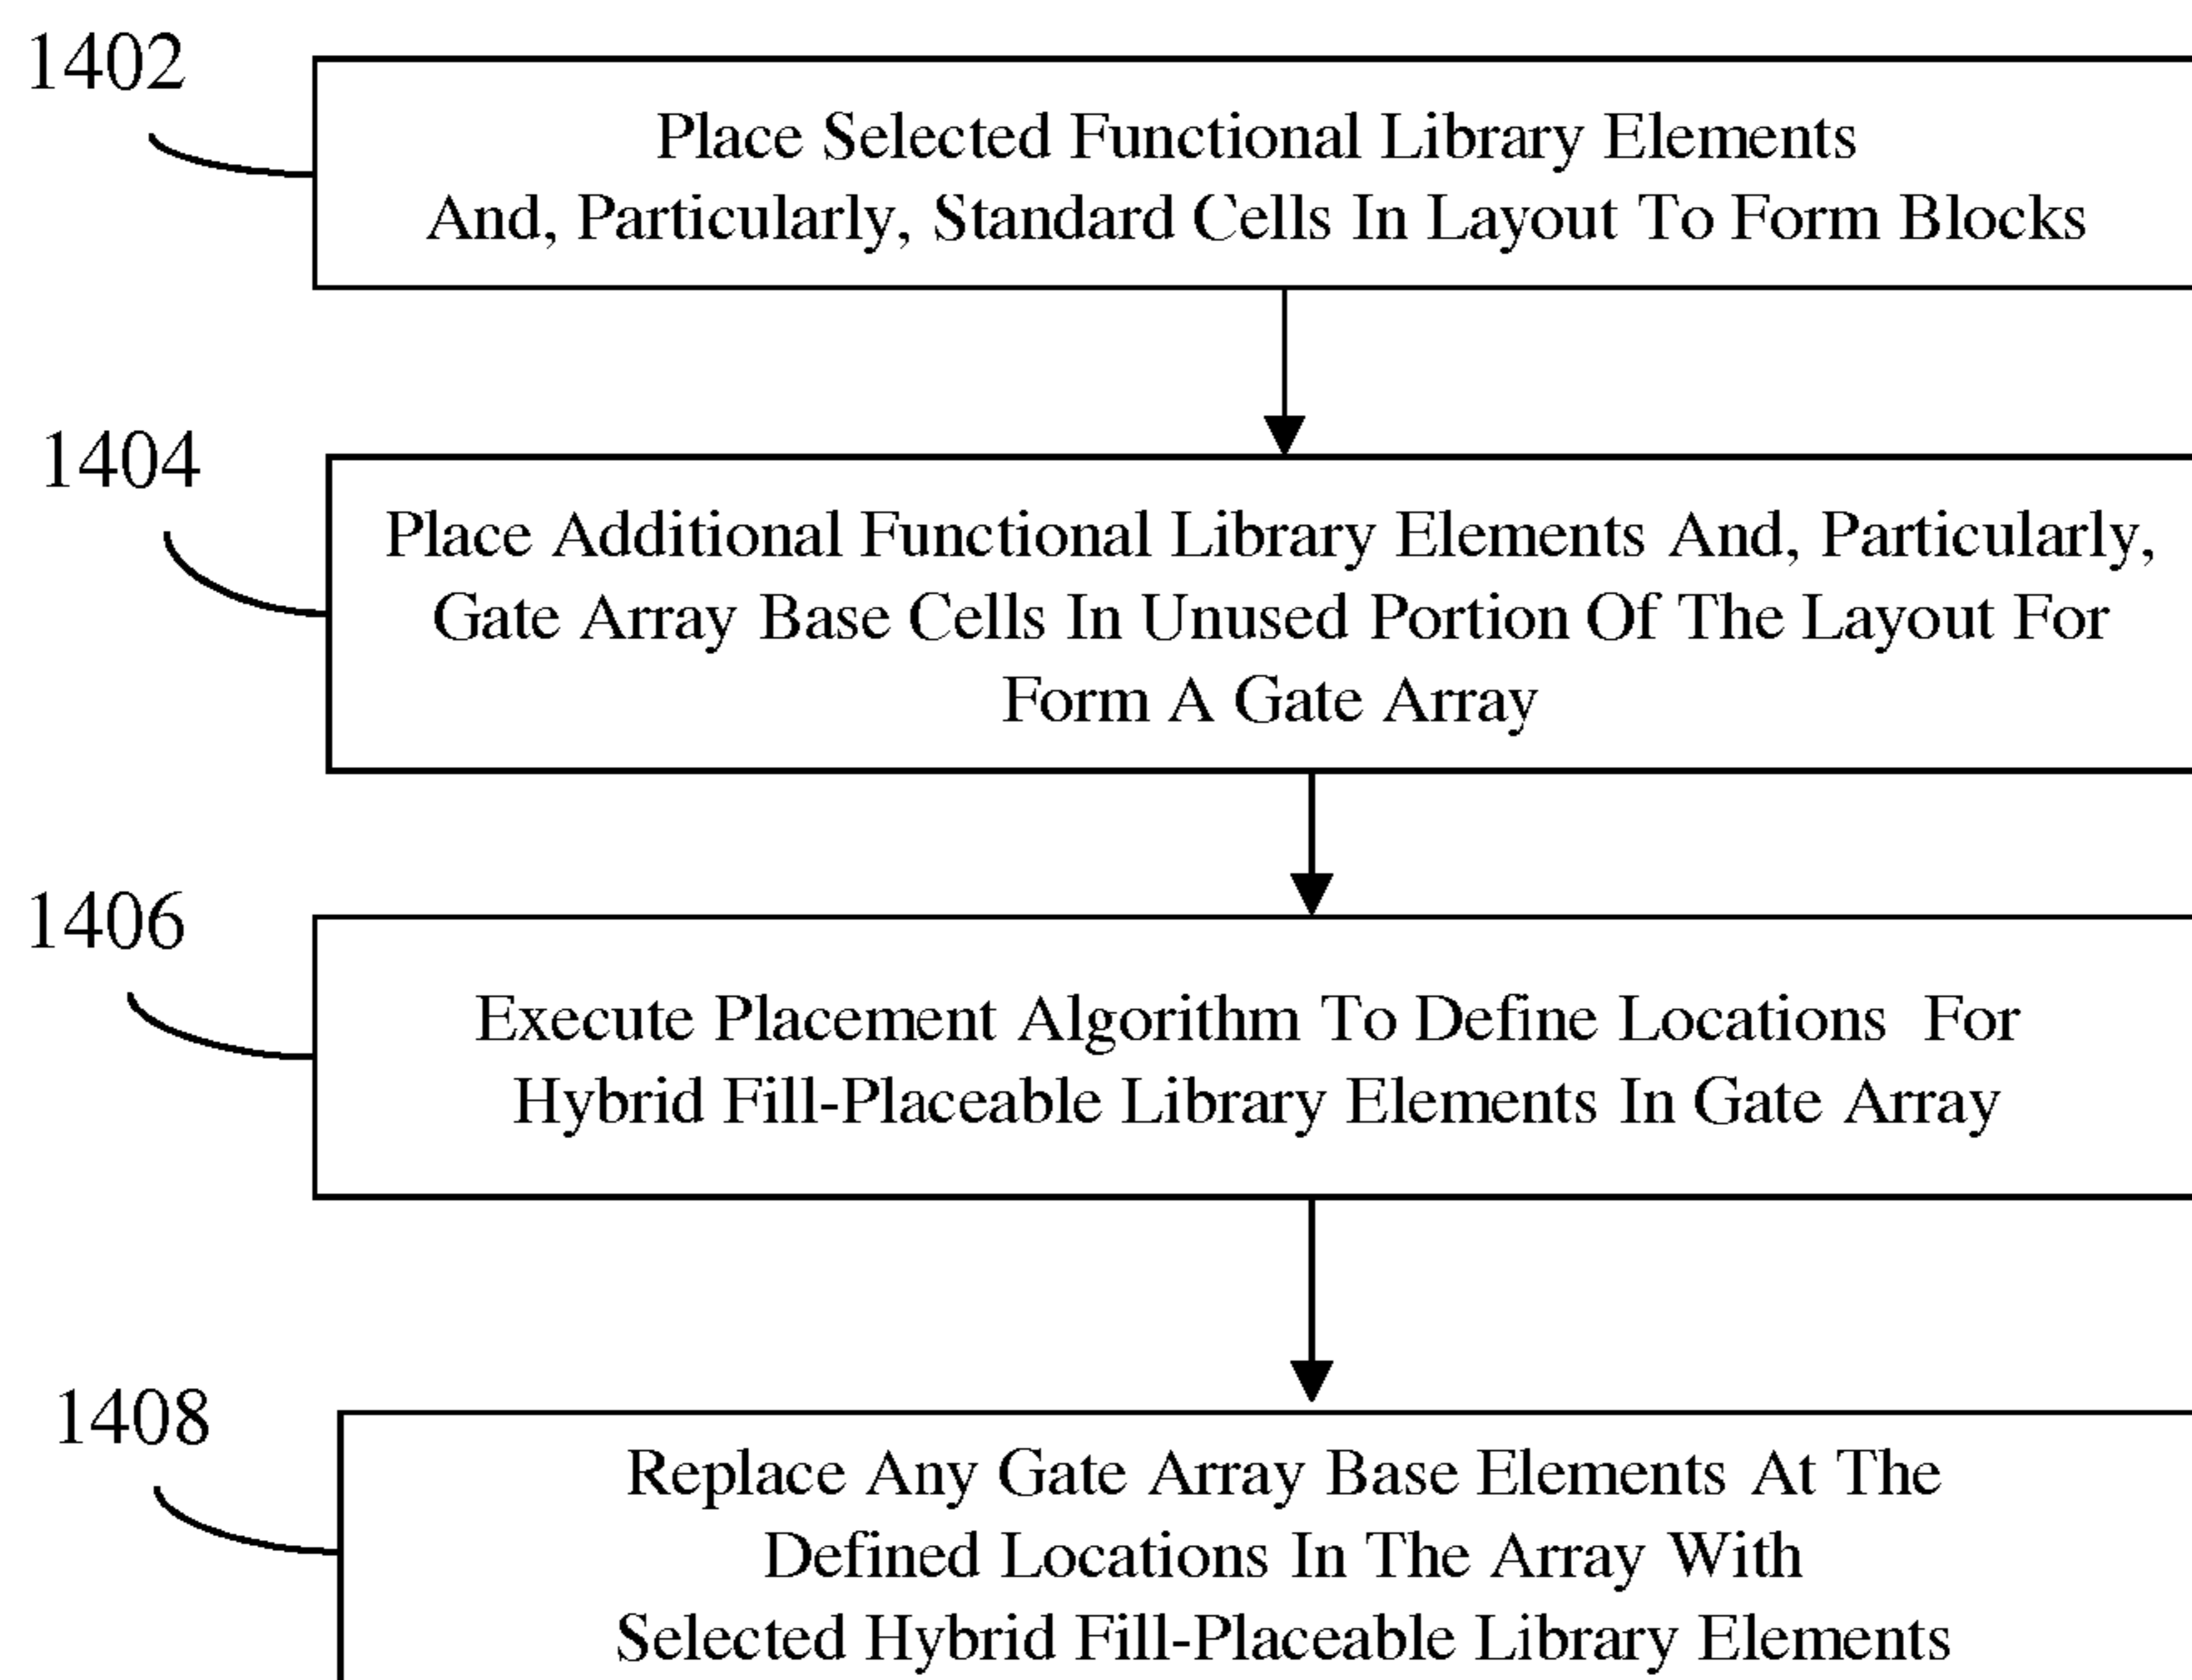 1402
Place Selected Functional Library Elements
And, Particularly, Standard Cells In Layout To Form Blocks
1404
Place Additional Functional Library Elements And, Particularly,
Gate Array Base Cells In Unused Portion Of The Layout For
Form A Gate Array
1406
Execute Placement Algorithm To Define Locations For
Hybrid Fill-Placeable Library Elements In Gate Array
1408
Replace Any Gate Array Base Elements At The
Defined Locations In The Array With
Selected Hybrid Fill-Placeable Library Elements